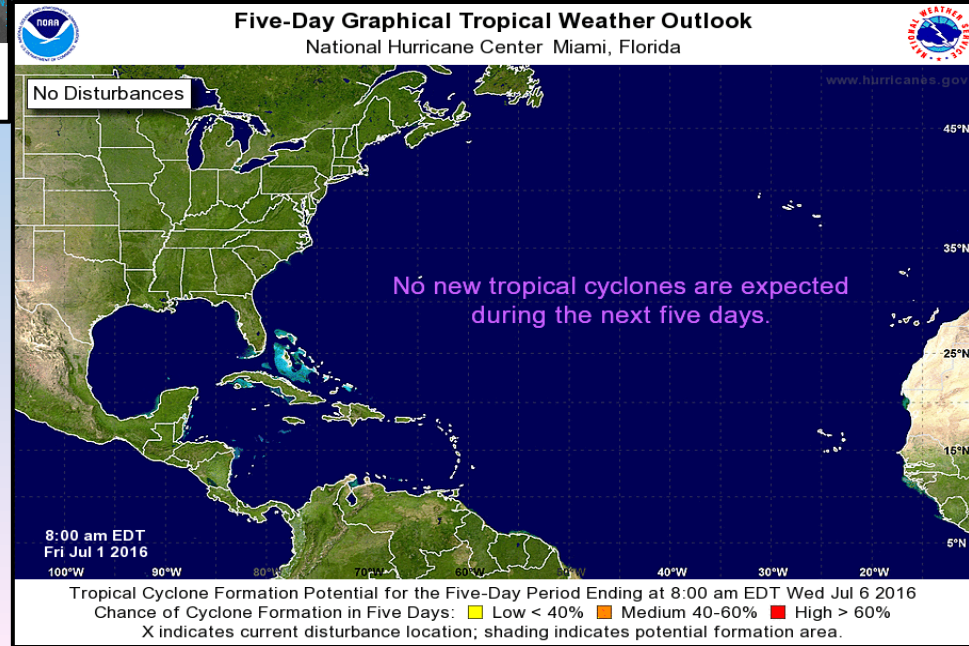 Five-Day Graphical Tropical Weather Outlook
National Hurricane Center Miami, Florida
NOAA
NATIONAL WEATHER SERVICE
No Disturbances
www.hurricanes.gov
45°N
35°N
No new tropical cyclones are expected
during the next five days.
25°N
15°N
8:00 am EDT
Fri Jul 1 2016
5°N
100°W 90°W 80°W 70°W 60°W 50°W 40°W 30°W 20°W
Tropical Cyclone Formation Potential for the Five-Day Period Ending at 8:00 am EDT Wed Jul 6 2016
Chance of Cyclone Formation in Five Days: Low < 40% Medium 40-60% High > 60%
X indicates current disturbance location; shading indicates potential formation area.